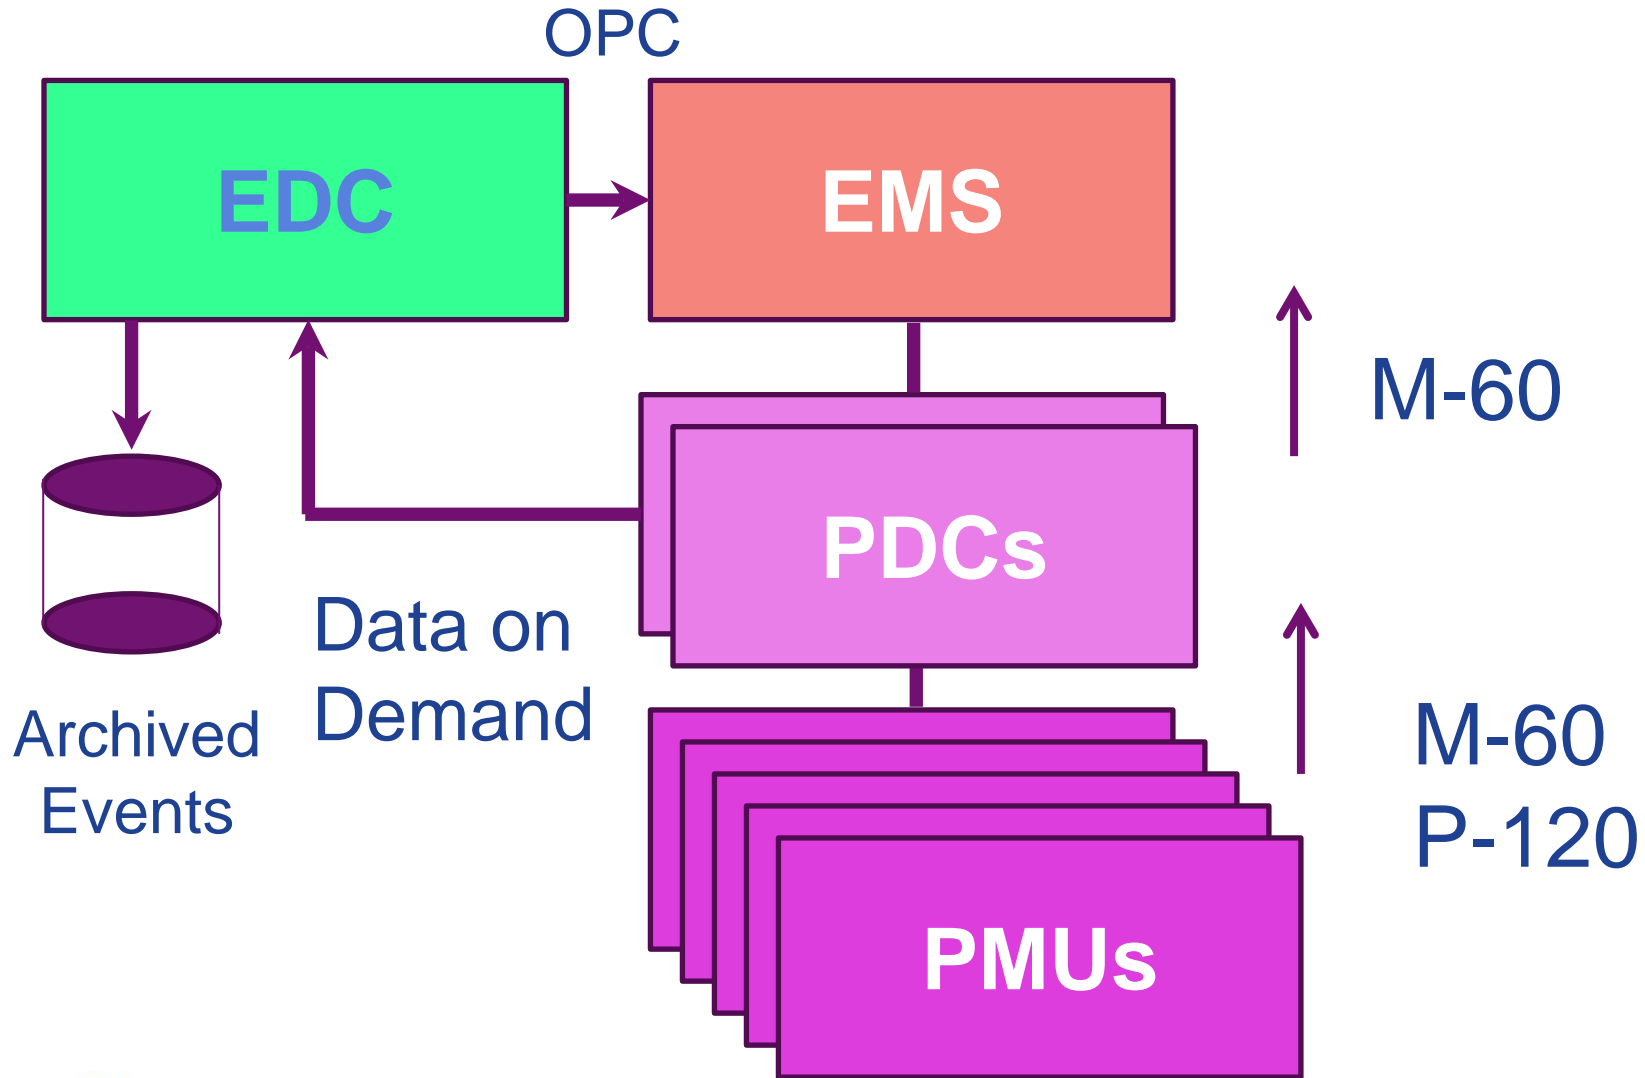 OPC
EDC
EMS
M-60
PDCs
Data on
Demand
Archived
Events
M-60
P-120
PMUs